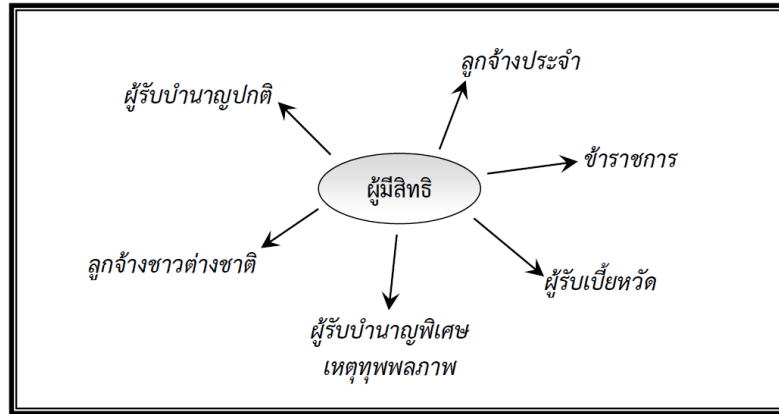 ลูกจ้างประจำ
ผู้รับบำนาญปกติ
ข้าราชการ
ผู้มีสิทธิ
ลูกจ้างชาวต่างชาติ
ผู้รับเบี้ยหวัด
ผู้รับบำนาญพิเศษ
เหตุทุพพลภาพ